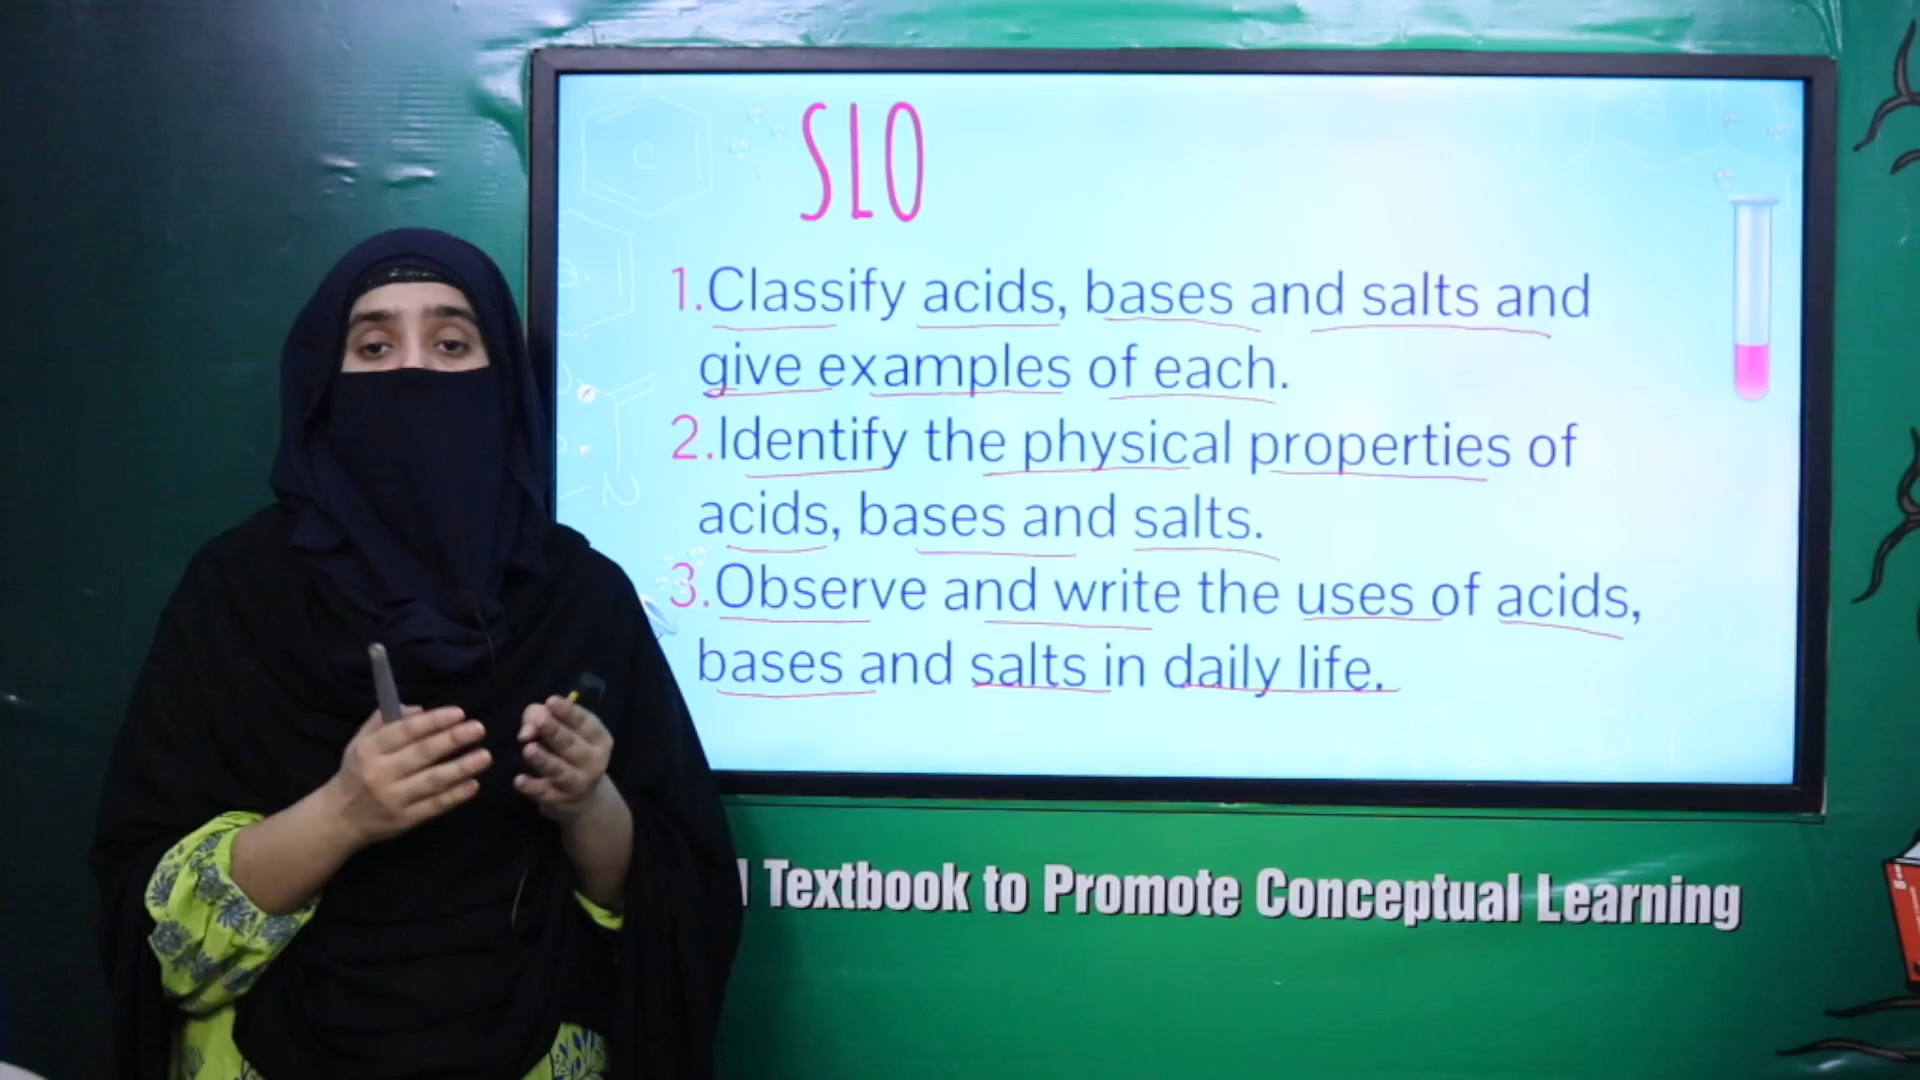 SLO
1.Classify acids, bases and salts and
give examples of each.
2.Identify the physical properties of
acids, bases and salts.
3.Observe and write the uses of acids,
bases and salts in daily life.
Textbook to Promote Conceptual Learning